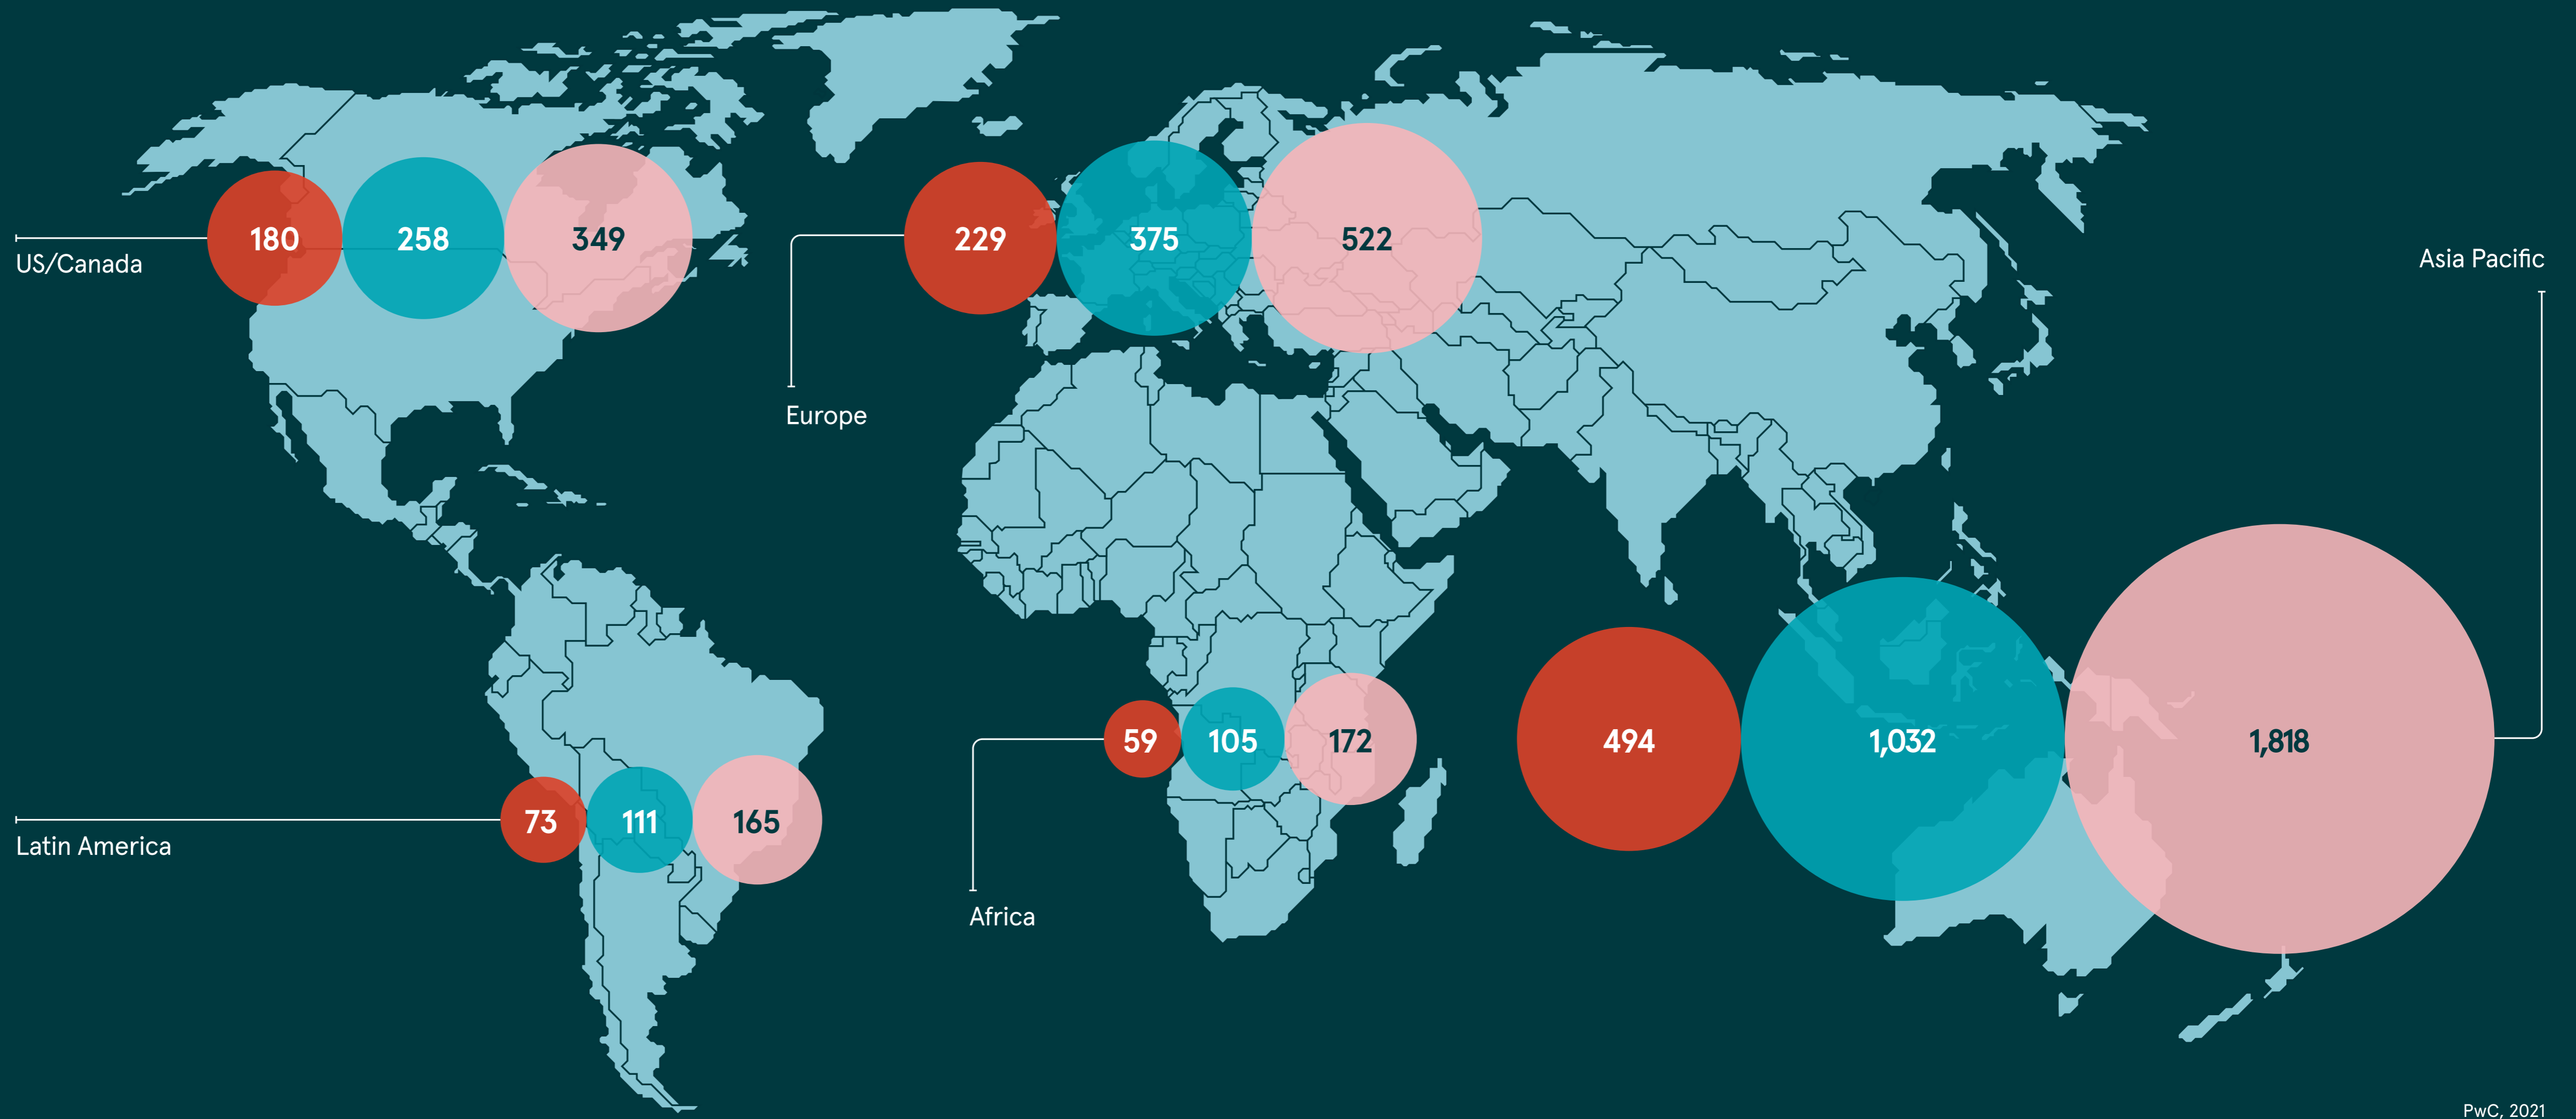 180
258
349
US/Canada
229
375
522
Europe
Asia Pacific
73
111
165
Latin America
59
105
172
Africa
494
1,032
1,818
PwC, 2021